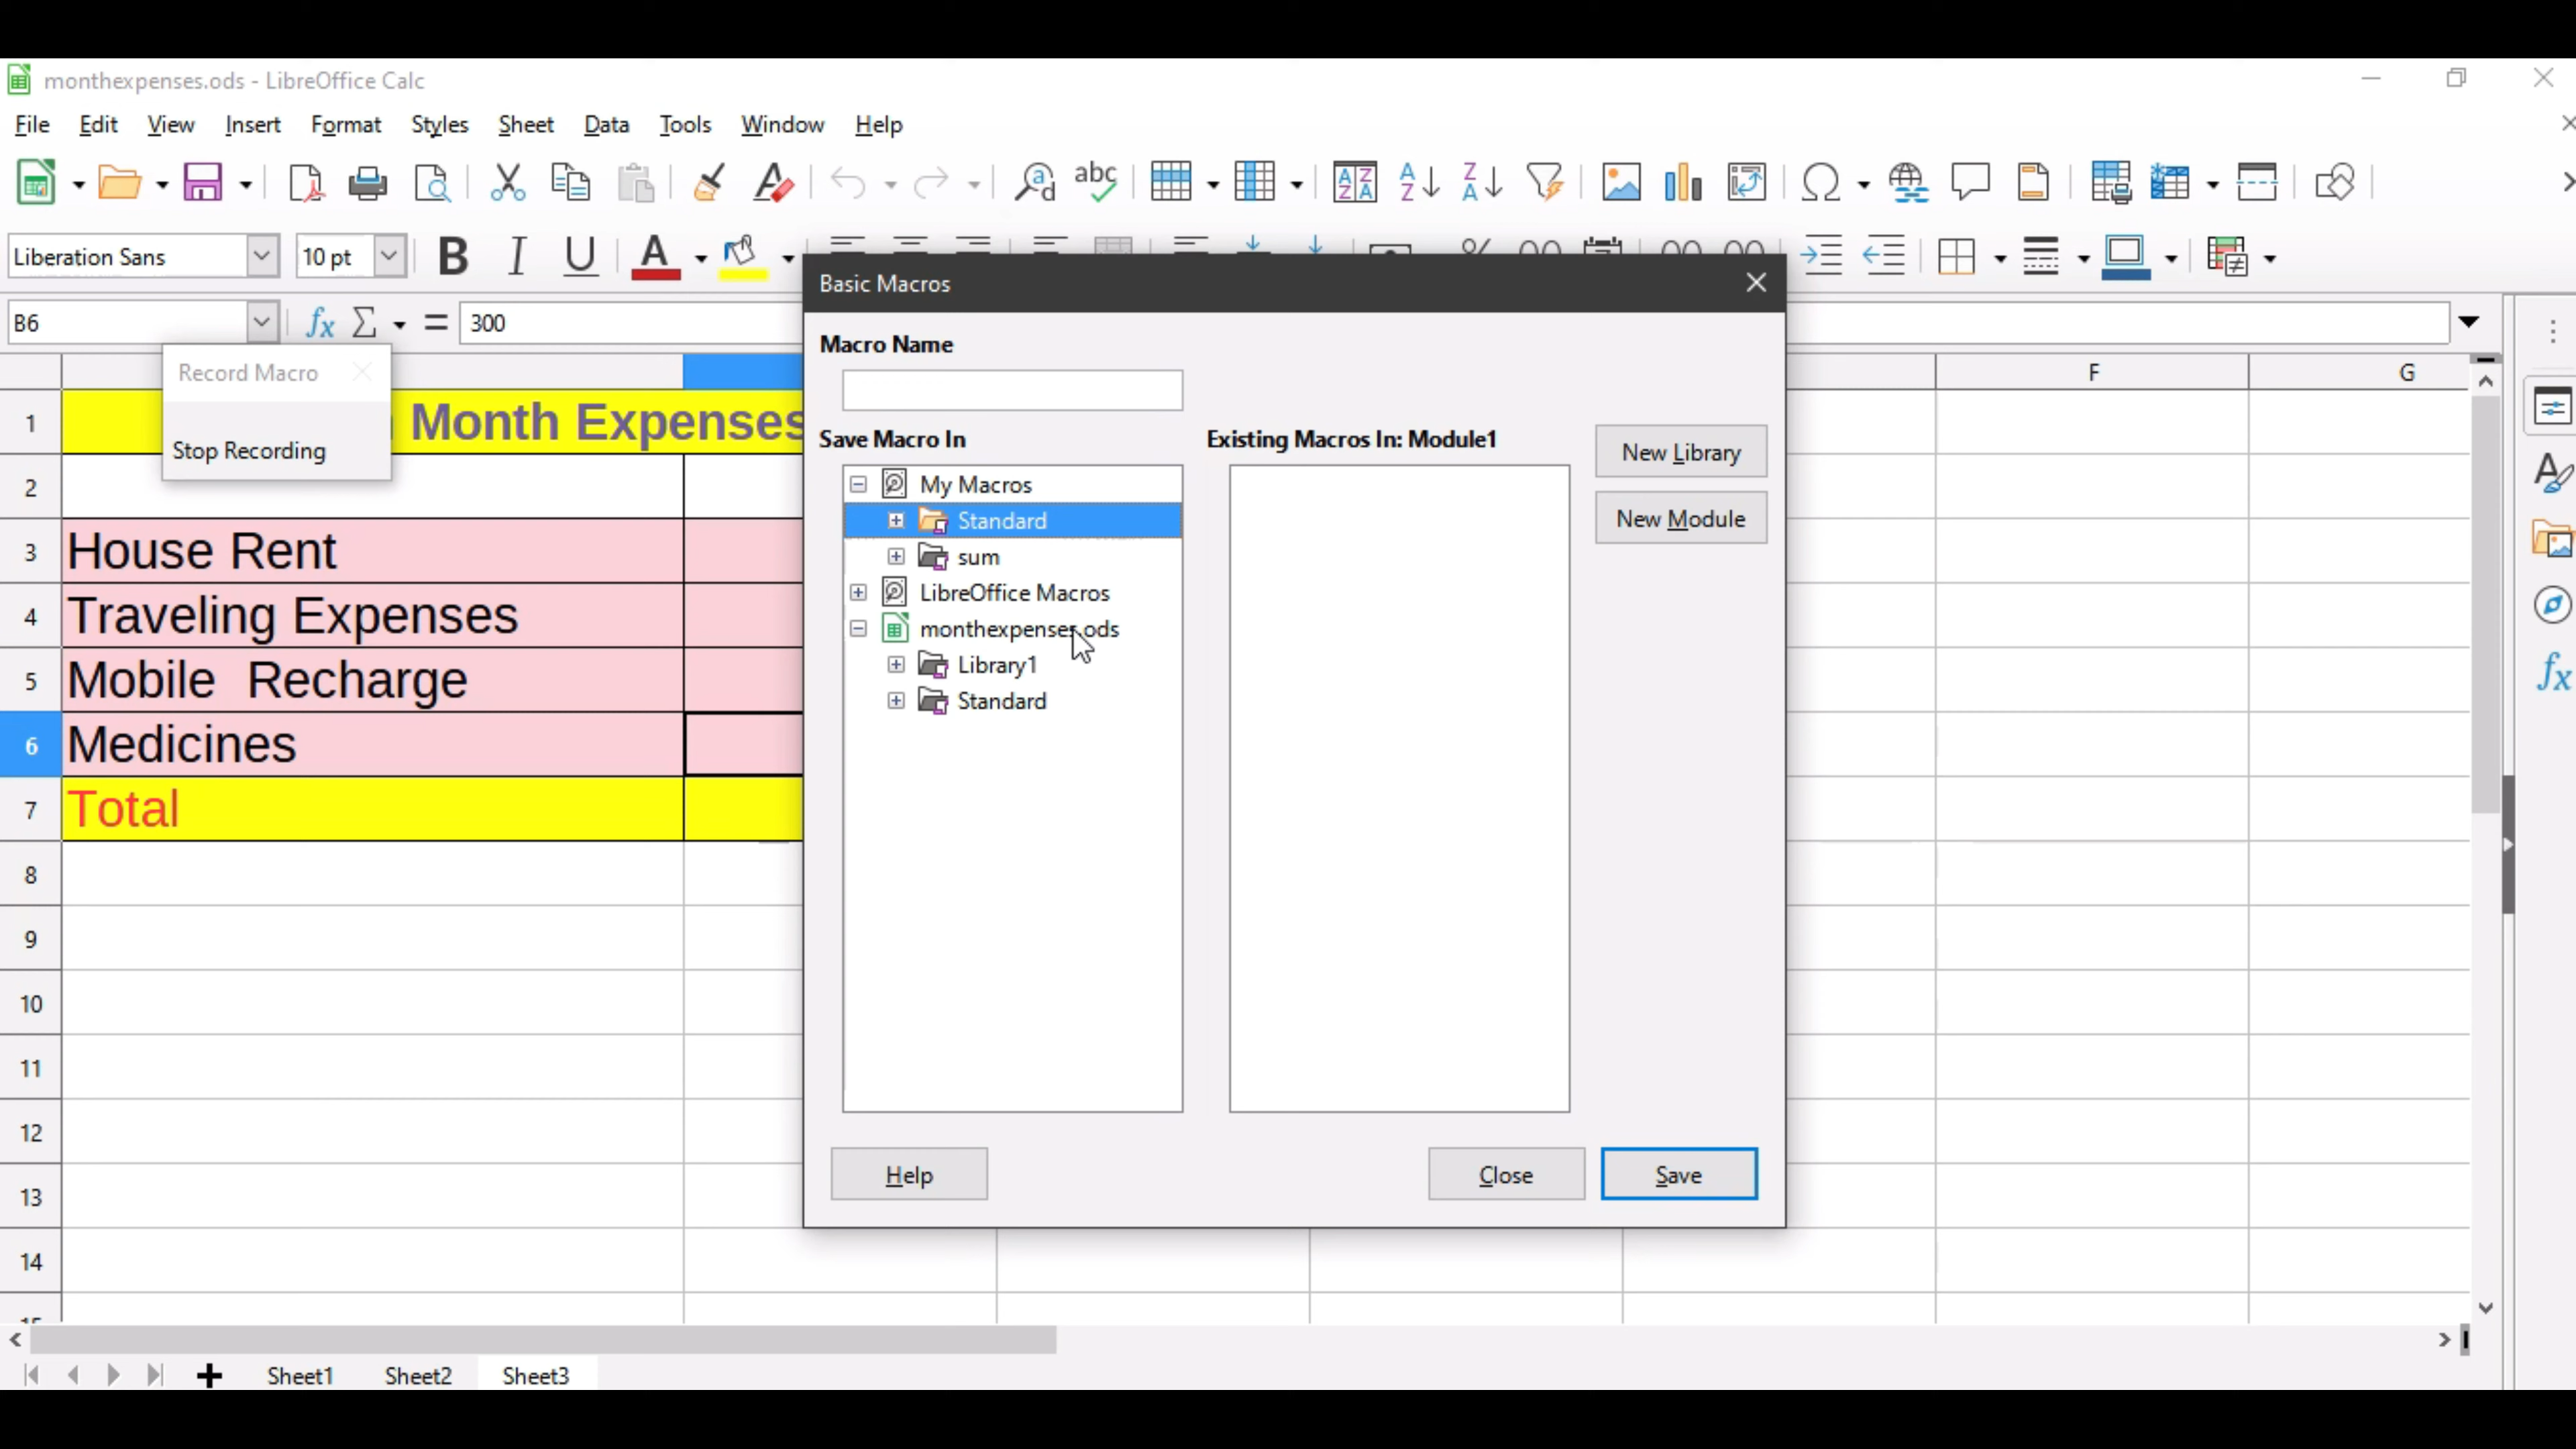 monthexpenses.ods - LibreOffice Calc
File Edit View Insert Format Styles Sheet Data Tools Window Help
Liberation Sans 10 pt
B6 300
Basic Macros
Macro Name
Save Macro In Existing Macros In: Module1
New Library
New Module
My Macros
Standard
sum
LibreOffice Macros
monthexpenses.ods
Library1
Standard
Help Close Save
Record Macro
Stop Recording
F G
1 Month Expenses
2
3 House Rent
4 Traveling Expenses
5 Mobile  Recharge
6 Medicines
7 Total
8
9
10
11
12
13
14
Sheet1 Sheet2 Sheet3